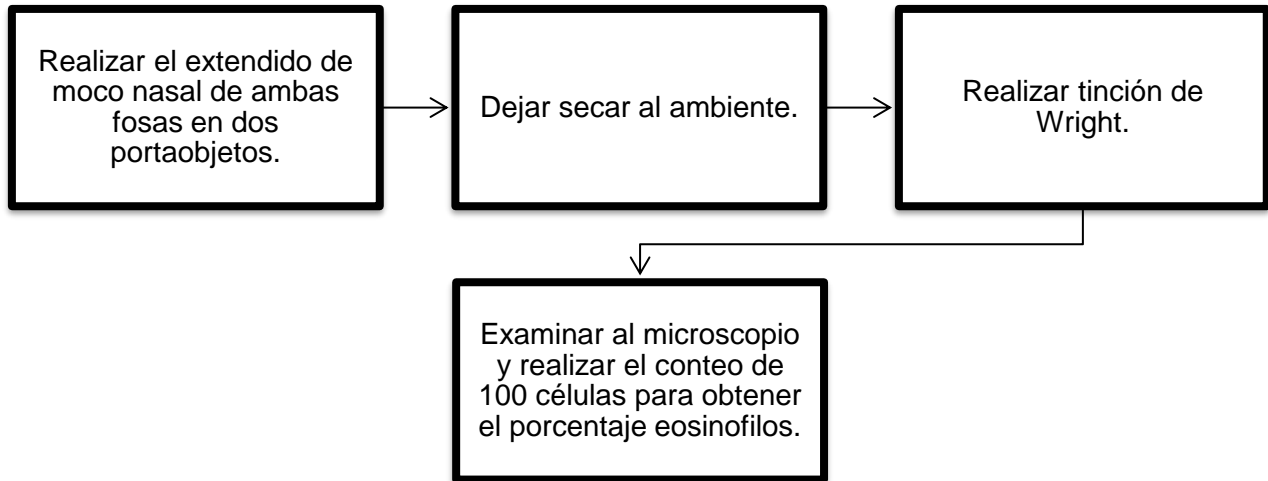 Realizar el extendido de
moco nasal de ambas
fosas en dos
portaobjetos.
Dejar secar al ambiente.
Realizar tinción de
Wright.
Examinar al microscopio
y realizar el conteo de
100 células para obtener
el porcentaje eosinofilos.